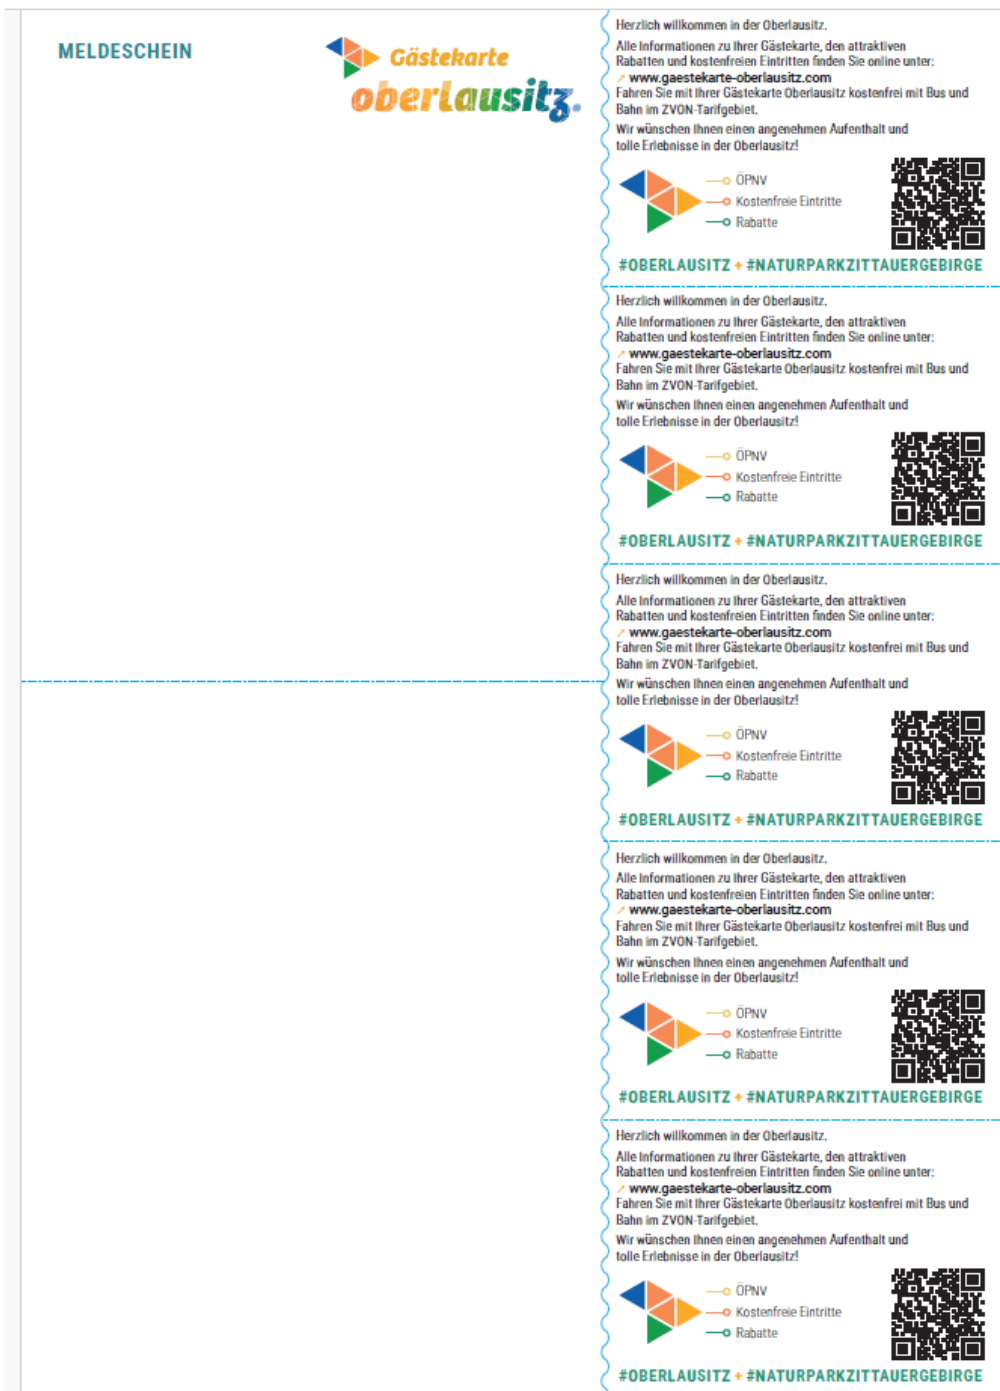 MELDESCHEIN
Gästekarte
oberlausitz.
Herzlich willkommen in der Oberlausitz.
Alle Informationen zu Ihrer Gästekarte, den attraktiven
Rabatten und kostenfreien Eintritten finden Sie online unter:
www.gaestekarte-oberlausitz.com
Fahren Sie mit Ihrer Gästekarte Oberlausitz kostenfrei mit Bus und
Bahn im ZVON-Tarifgebiet.
Wir wünschen Ihnen einen angenehmen Aufenthalt und
tolle Erlebnisse in der Oberlausitz!
ÖPNV
Kostenfreie Eintritte
Rabatte
#OBERLAUSITZ + #NATURPARKZITTAUERGEBIRGE
Herzlich willkommen in der Oberlausitz.
Alle Informationen zu Ihrer Gästekarte, den attraktiven
Rabatten und kostenfreien Eintritten finden Sie online unter:
www.gaestekarte-oberlausitz.com
Fahren Sie mit Ihrer Gästekarte Oberlausitz kostenfrei mit Bus und
Bahn im ZVON-Tarifgebiet.
Wir wünschen Ihnen einen angenehmen Aufenthalt und
tolle Erlebnisse in der Oberlausitz!
ÖPNV
Kostenfreie Eintritte
Rabatte
#OBERLAUSITZ + #NATURPARKZITTAUERGEBIRGE
Herzlich willkommen in der Oberlausitz.
Alle Informationen zu Ihrer Gästekarte, den attraktiven
Rabatten und kostenfreien Eintritten finden Sie online unter:
www.gaestekarte-oberlausitz.com
Fahren Sie mit Ihrer Gästekarte Oberlausitz kostenfrei mit Bus und
Bahn im ZVON-Tarifgebiet.
Wir wünschen Ihnen einen angenehmen Aufenthalt und
tolle Erlebnisse in der Oberlausitz!
ÖPNV
Kostenfreie Eintritte
Rabatte
#OBERLAUSITZ + #NATURPARKZITTAUERGEBIRGE
Herzlich willkommen in der Oberlausitz.
Alle Informationen zu Ihrer Gästekarte, den attraktiven
Rabatten und kostenfreien Eintritten finden Sie online unter:
www.gaestekarte-oberlausitz.com
Fahren Sie mit Ihrer Gästekarte Oberlausitz kostenfrei mit Bus und
Bahn im ZVON-Tarifgebiet.
Wir wünschen Ihnen einen angenehmen Aufenthalt und
tolle Erlebnisse in der Oberlausitz!
ÖPNV
Kostenfreie Eintritte
Rabatte
#OBERLAUSITZ + #NATURPARKZITTAUERGEBIRGE
Herzlich willkommen in der Oberlausitz.
Alle Informationen zu Ihrer Gästekarte, den attraktiven
Rabatten und kostenfreien Eintritten finden Sie online unter:
www.gaestekarte-oberlausitz.com
Fahren Sie mit Ihrer Gästekarte Oberlausitz kostenfrei mit Bus und
Bahn im ZVON-Tarifgebiet.
Wir wünschen Ihnen einen angenehmen Aufenthalt und
tolle Erlebnisse in der Oberlausitz!
ÖPNV
Kostenfreie Eintritte
Rabatte
#OBERLAUSITZ + #NATURPARKZITTAUERGEBIRGE